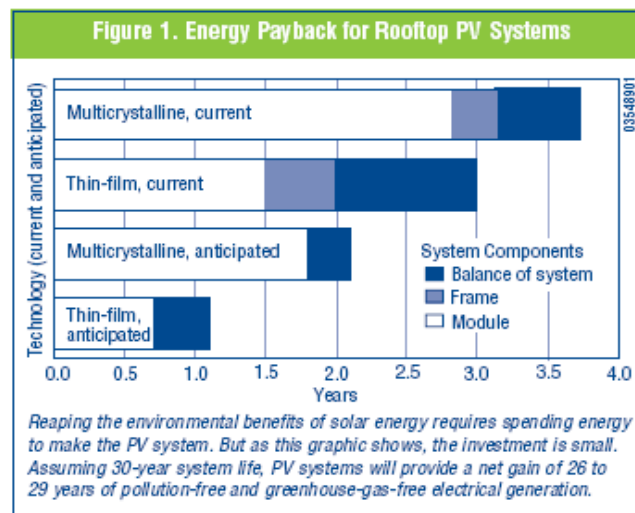 Figure 1. Energy Payback for Rooftop PV Systems
03548901
Technology (current and anticipated)
Multicrystalline, current
Thin-film, current
Multicrystalline, anticipated
Thin-film,
anticipated
System Components
Balance of system
Frame
Module
0.0 0.5 1.0 1.5 2.0 2.5 3.0 3.5 4.0
Years
Reaping the environmental benefits of solar energy requires spending energy
to make the PV system. But as this graphic shows, the investment is small.
Assuming 30-year system life, PV systems will provide a net gain of 26 to
29 years of pollution-free and greenhouse-gas-free electrical generation.